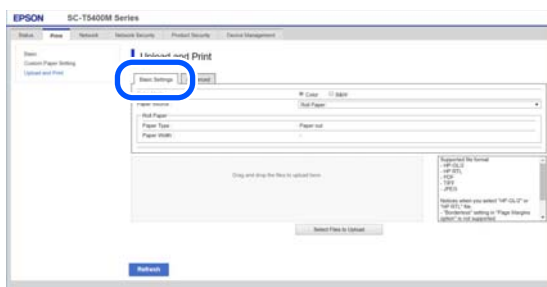 EPSON SC-T5400M Series
Status Print Network Network Security Product Security Device Management
Basic
Custom Paper Setting
Upload and Print
Upload and Print
Basic Settings
Color B&W
Paper Source Roll Paper
Roll Paper
Paper Type Paper out
Paper Width -
Drag and drop the files to upload here.
Supported file format
- HP-GL/2
- HP RTL
- PDF
- TIFF
- JPEG
Notices when you select "HP-GL/2" or
"HP RTL" file.
- "Borderless" setting in "Page Margins
option" is not supported
Select Files to Upload
Refresh